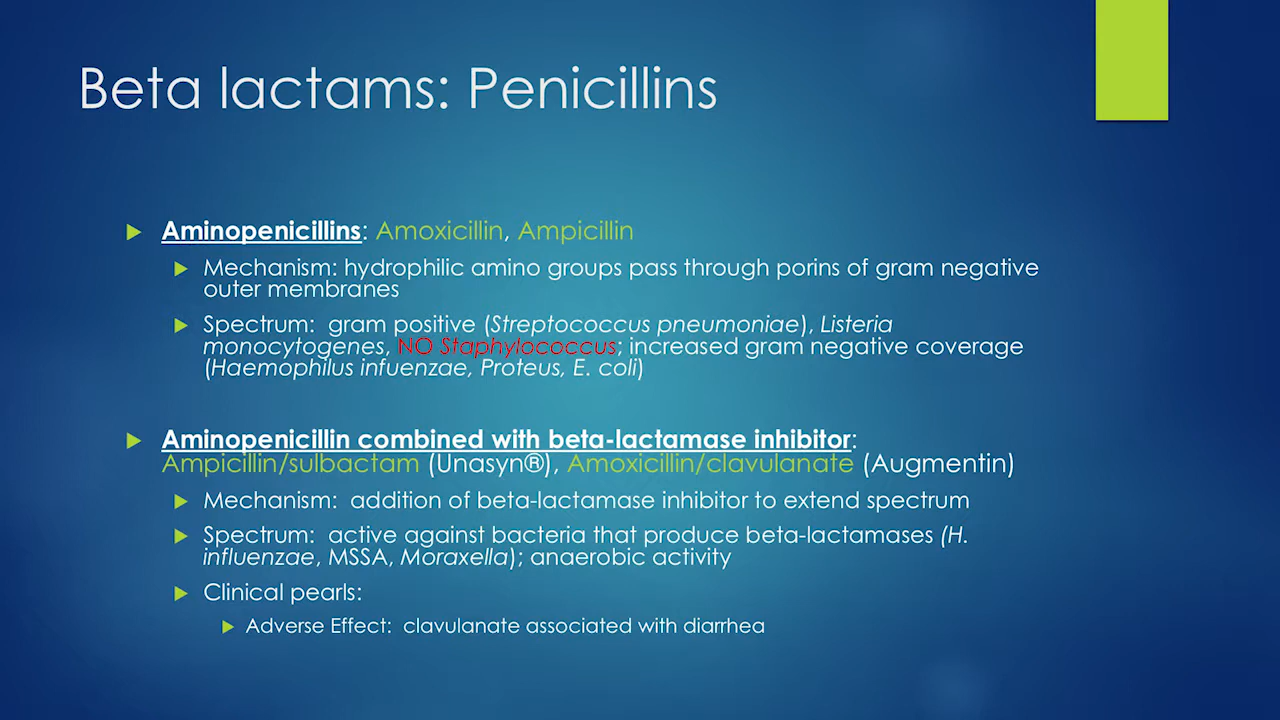 Beta lactams: Penicillins
Aminopenicillins: Amoxicillin, Ampicillin
Mechanism: hydrophilic amino groups pass through porins of gram negative
outer membranes
Spectrum: gram positive (Streptococcus pneumoniae), Listeria
monocytogenes, NO Staphylococcus; increased gram negative coverage
(Haemophilus infuenzae, Proteus, E. coli)
Aminopenicillin combined with beta-lactamase inhibitor:
Ampicillin/sulbactam (Unasyn®), Amoxicillin/clavulanate (Augmentin)
Mechanism: addition of beta-lactamase inhibitor to extend spectrum
Spectrum: active against bacteria that produce beta-lactamases (H.
influenzae, MSSA, Moraxella); anaerobic activity
Clinical pearls:
Adverse Effect: clavulanate associated with diarrhea